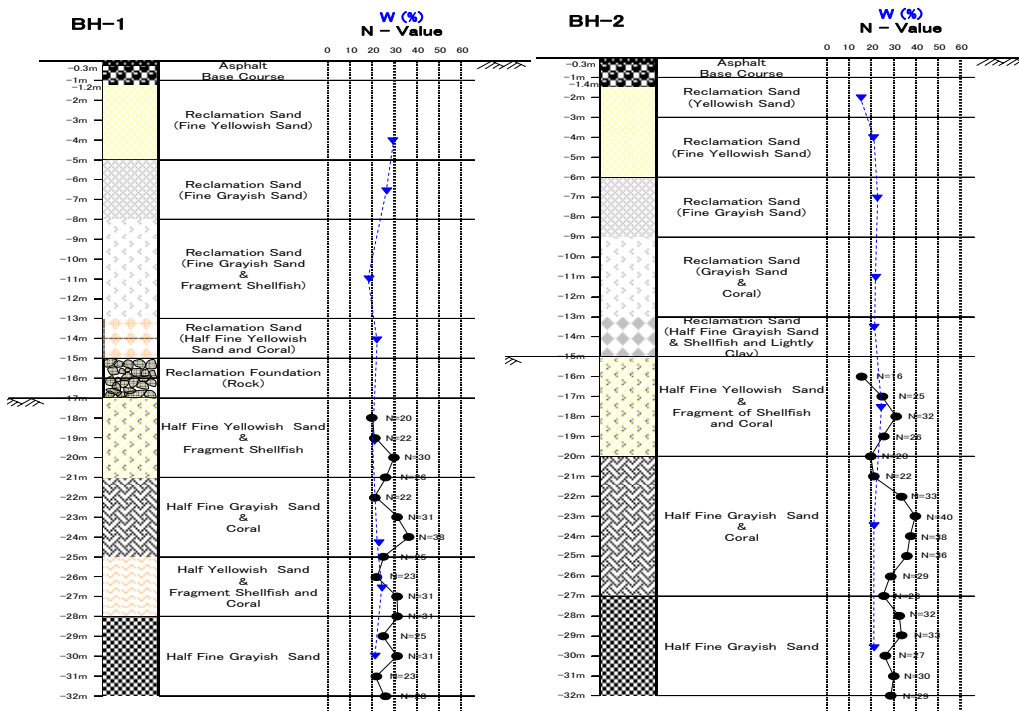 BH-1
W (%)
N - Value
0 10 20 30 40 50 60
-0.3m
-1m
-1.2m
-2m
-3m
-4m
-5m
-6m
-7m
-8m
-9m
-10m
-11m
-12m
-13m
-14m
-15m
-16m
-17m
-18m
-19m
-20m
-21m
-22m
-23m
-24m
-25m
-26m
-27m
-28m
-29m
-30m
-31m
-32m
Asphalt
Base Course
Reclamation Sand
(Fine Yellowish Sand)
Reclamation Sand
(Fine Grayish Sand)
Reclamation Sand
(Fine Grayish Sand
&
Fragment Shellfish)
Reclamation Sand
(Half Fine Yellowish
Sand and Coral)
Reclamation Foundation
(Rock)
Half Fine Yellowish Sand
&
Fragment Shellfish
Half Fine Grayish Sand
&
Coral
Half Yellowish Sand
&
Fragment Shellfish and
Coral
Half Fine Grayish Sand
N=20
N=22
N=30
N=26
N=22
N=31
N=38
N=25
N=23
N=31
N=31
N=25
N=31
N=23
BH-2
W (%)
N - Value
0 10 20 30 40 50 60
-0.3m
-1m
-1.4m
-2m
-3m
-4m
-5m
-6m
-7m
-8m
-9m
-10m
-11m
-12m
-13m
-14m
-15m
-16m
-17m
-18m
-19m
-20m
-21m
-22m
-23m
-24m
-25m
-26m
-27m
-28m
-29m
-30m
-31m
-32m
Asphalt
Base Course
Reclamation Sand
(Yellowish Sand)
Reclamation Sand
(Fine Yellowish Sand)
Reclamation Sand
(Fine Grayish Sand)
Reclamation Sand
(Grayish Sand
&
Coral)
Reclamation Sand
(Half Fine Grayish Sand
& Shellfish and Lightly
Clay)
Half Fine Yellowish Sand
&
Fragment of Shellfish
and Coral
Half Fine Grayish Sand
&
Coral
Half Fine Grayish Sand
N=16
N=25
N=32
N=26
N=20
N=22
N=33
N=40
N=38
N=36
N=29
N=32
N=33
N=27
N=30
N=29